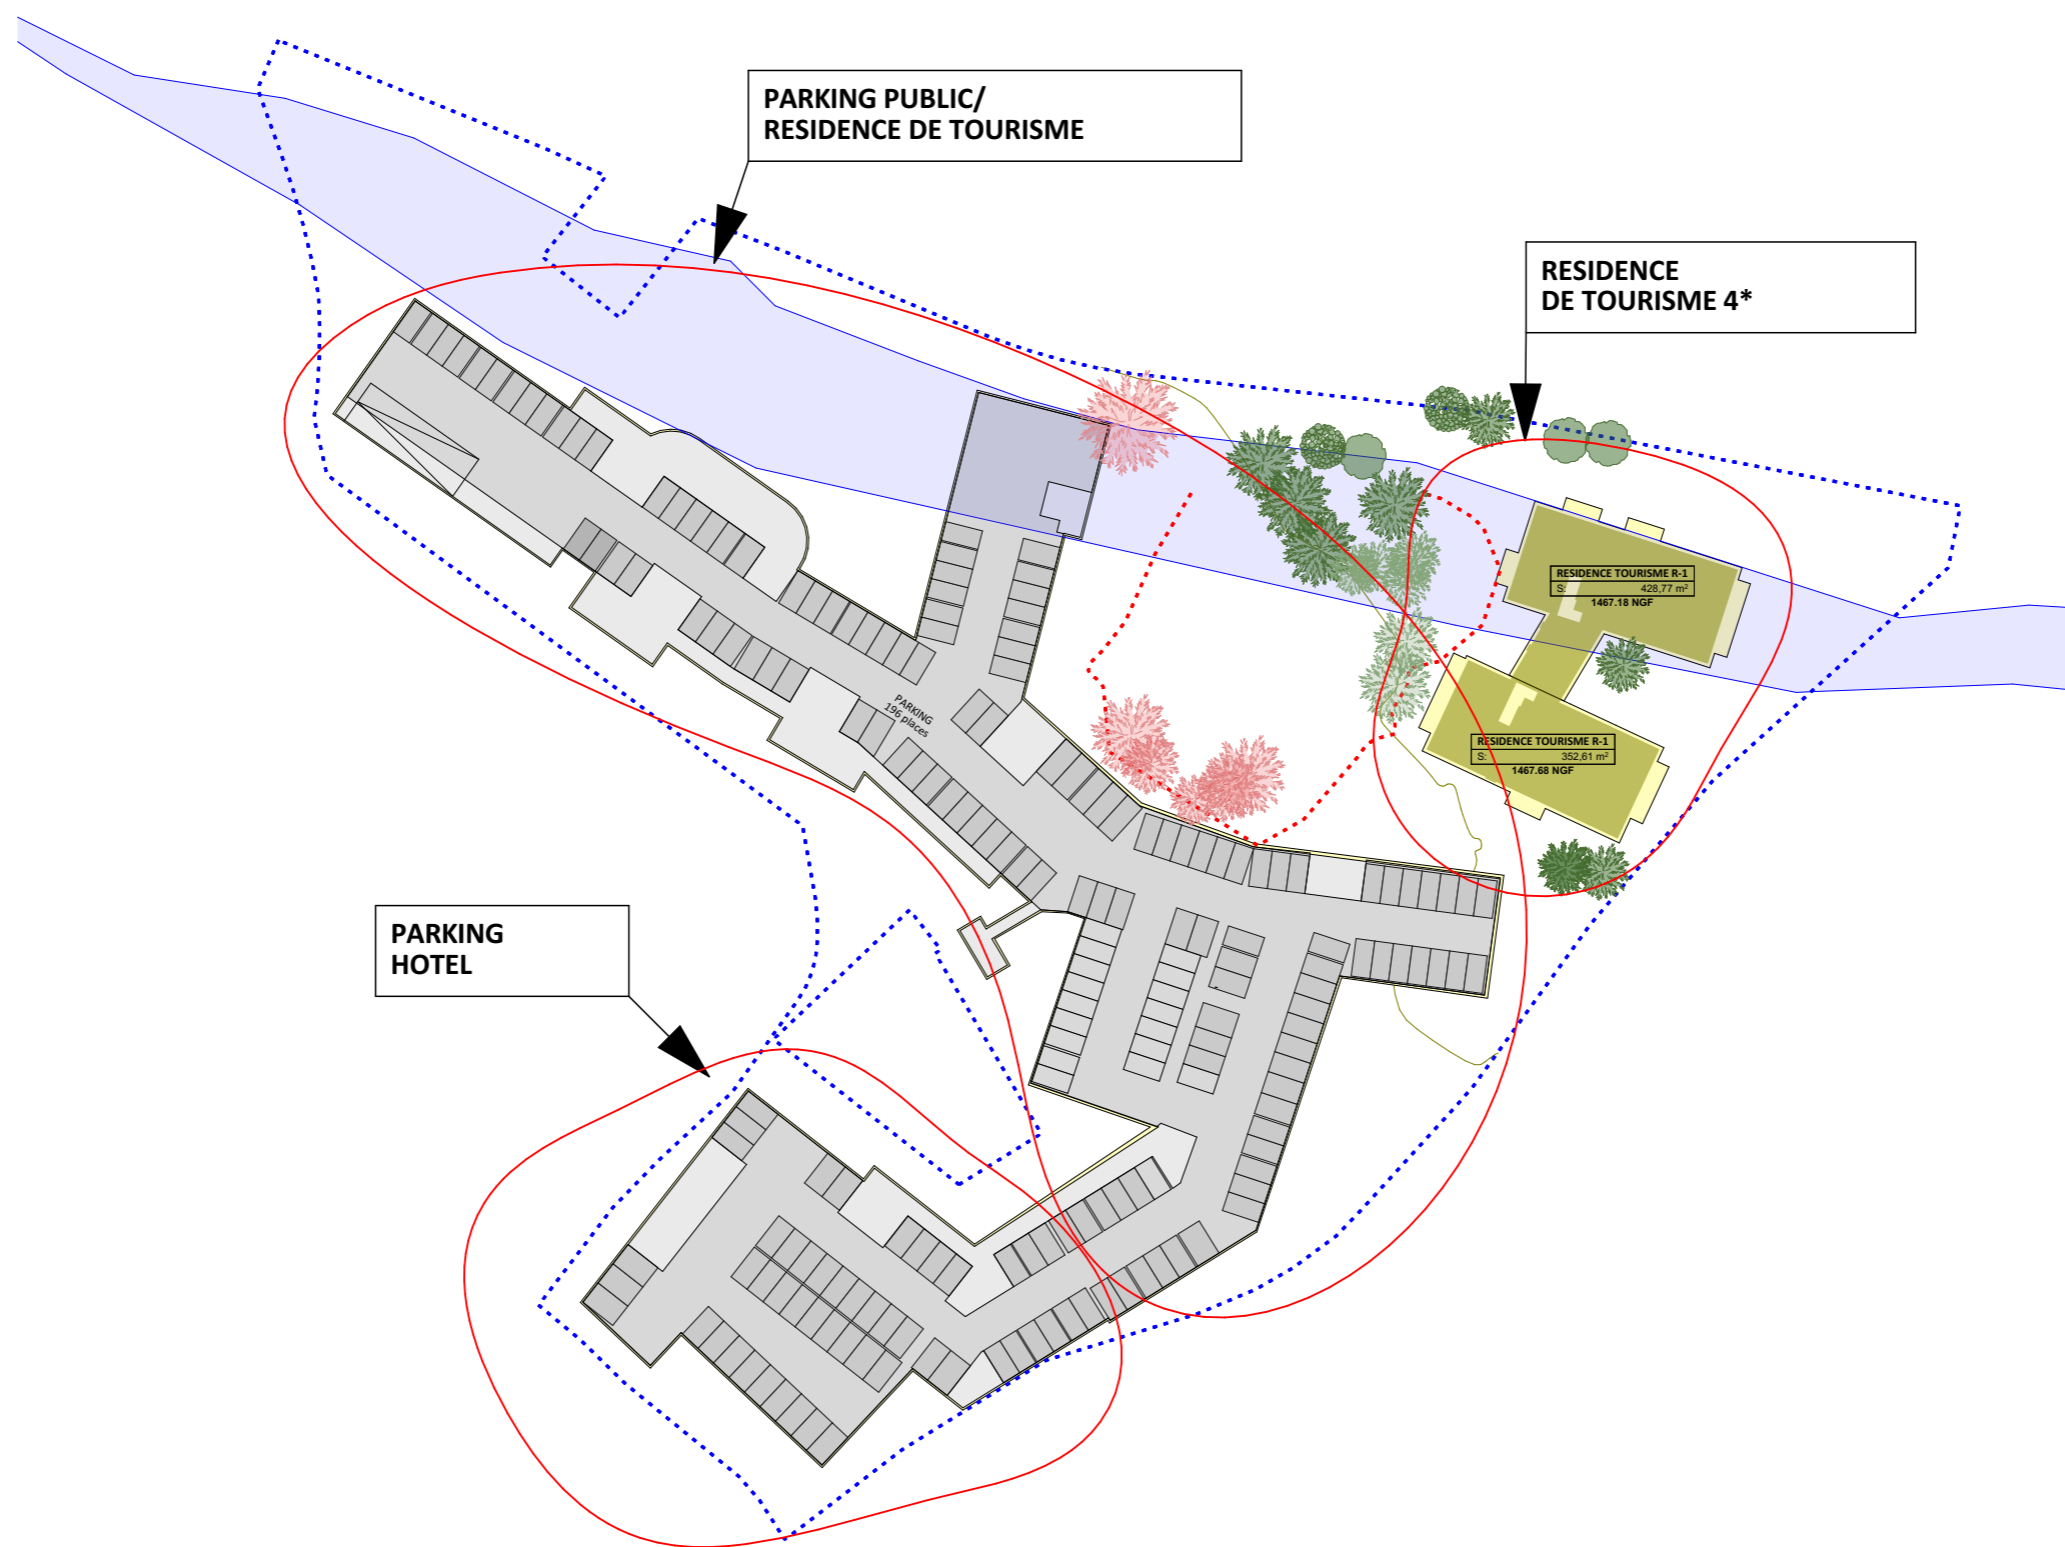 PARKING PUBLIC/
RESIDENCE DE TOURISME
RESIDENCE
DE TOURISME 4*
RESIDENCE TOURISME R-1
S: 428,77 m²
1467.18 NGF
PARKING
196 places
RESIDENCE TOURISME R-1
S: 352,61 m²
1467.68 NGF
PARKING
HOTEL